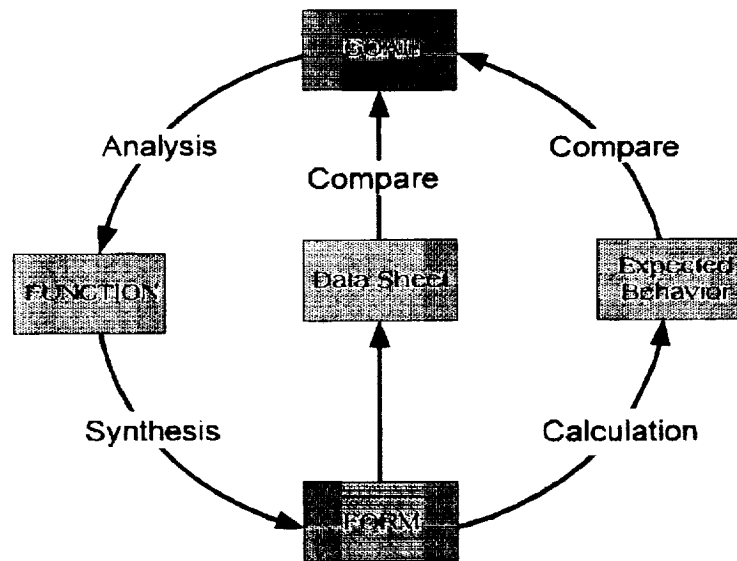 GOAL
Analysis
Compare
Compare
FUNCTION
Data Sheet
Expected
Behavior
Synthesis
Calculation
FORM